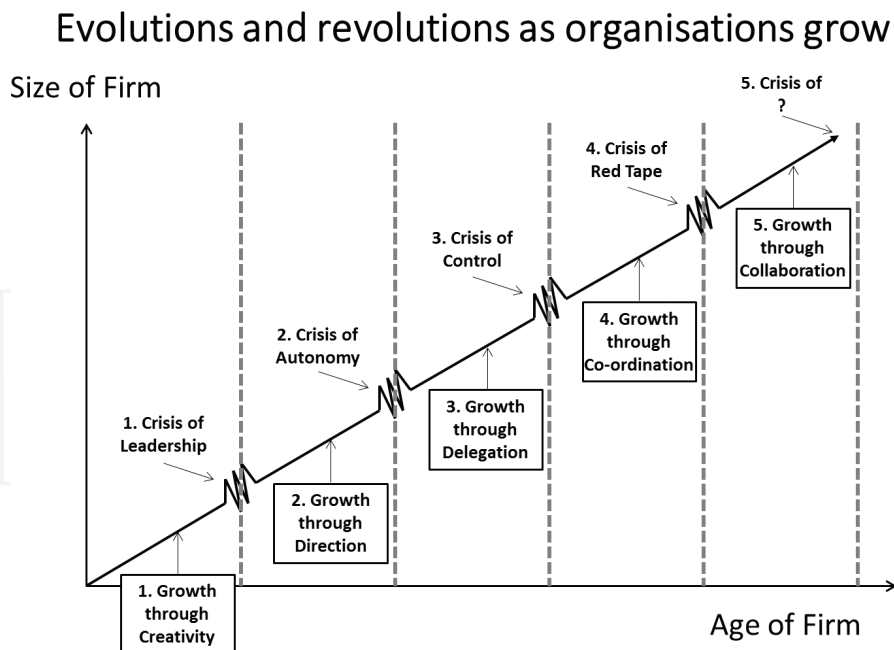 Evolutions and revolutions as organisations grow
Size of Firm
5. Crisis of
?
4. Crisis of
Red Tape
5. Growth
through
Collaboration
3. Crisis of
Control
4. Growth
through
Co-ordination
2. Crisis of
Autonomy
3. Growth
through
Delegation
1. Crisis of
Leadership
2. Growth
through
Direction
1. Growth
through
Creativity
Age of Firm